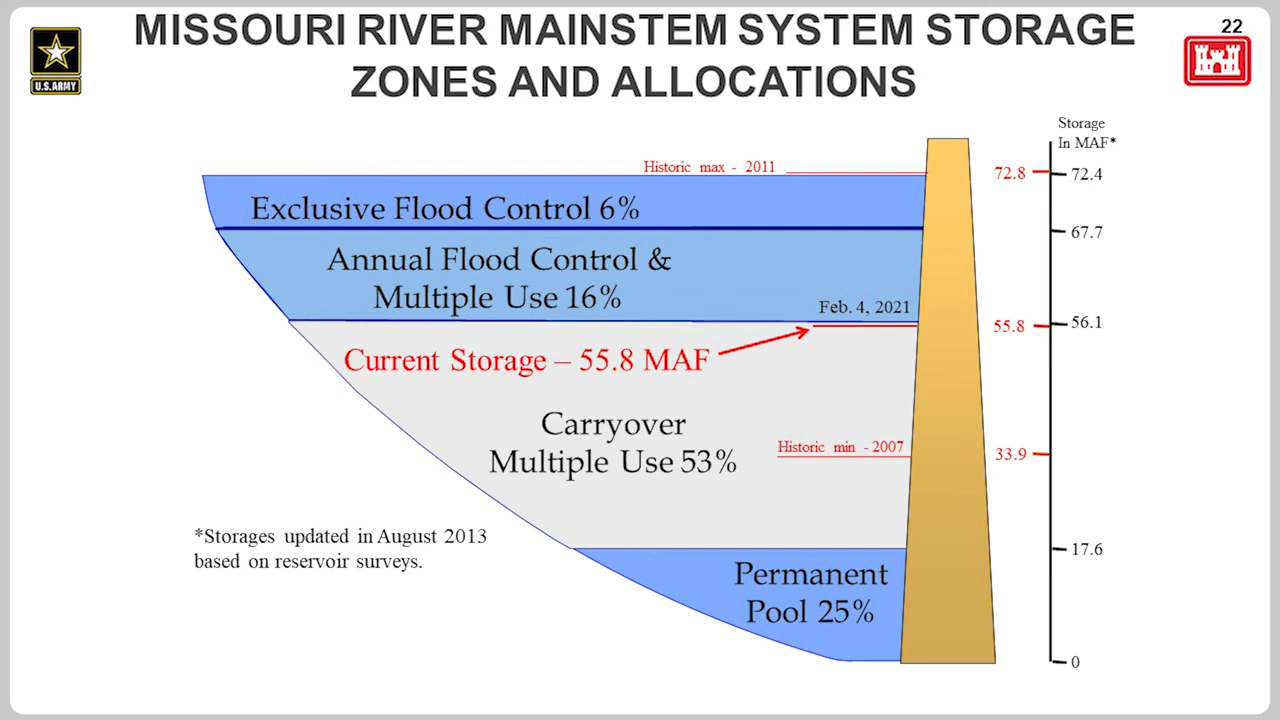 MISSOURI RIVER MAINSTEM SYSTEM STORAGE
ZONES AND ALLOCATIONS
22
U.S.ARMY
Storage
In MAF*
Historic max - 2011
72.8
72.4
Exclusive Flood Control 6%
67.7
Annual Flood Control &
Multiple Use 16%
Feb. 4, 2021
55.8
56.1
Current Storage – 55.8 MAF
Carryover
Multiple Use 53%
Historic min - 2007
33.9
*Storages updated in August 2013
based on reservoir surveys.
17.6
Permanent
Pool 25%
0